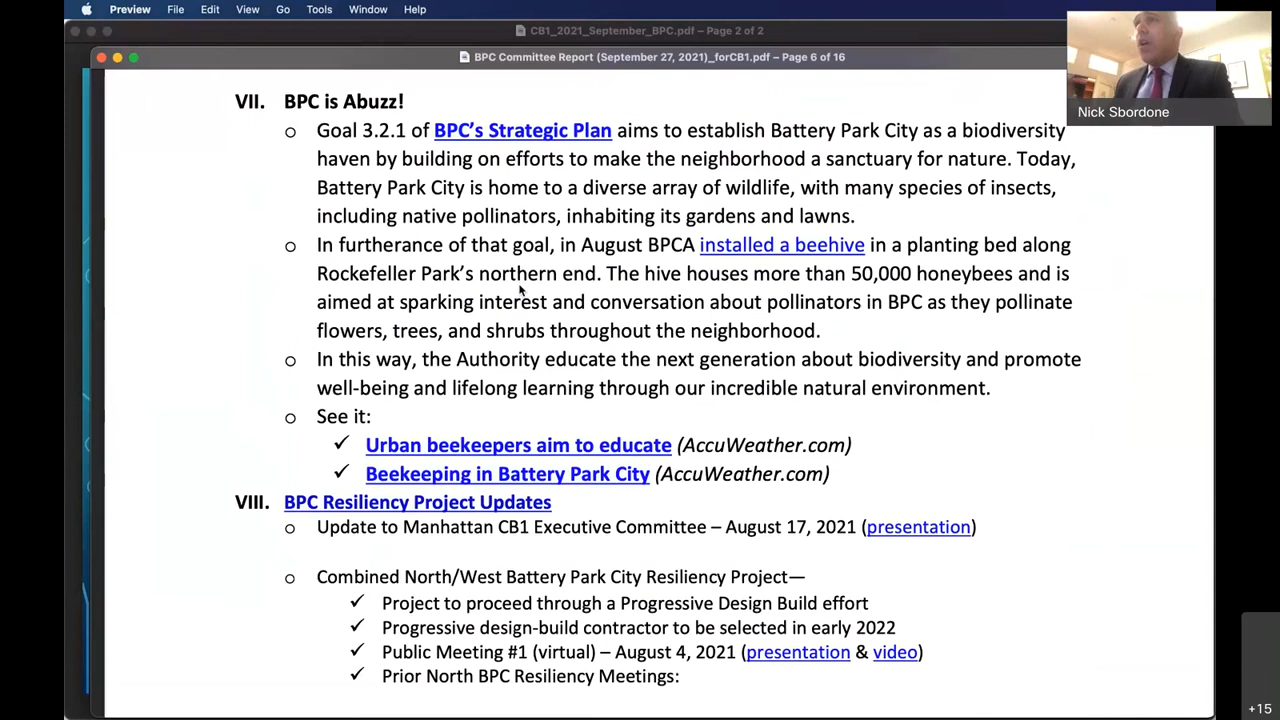 Preview File Edit View Go Tools Window Help
CB1_2021_September_BPC.pdf – Page 2 of 2
BPC Committee Report (September 27, 2021)_forCB1.pdf – Page 6 of 16
Nick Sbordone
VII. BPC is Abuzz!
o Goal 3.2.1 of BPC's Strategic Plan aims to establish Battery Park City as a biodiversity
haven by building on efforts to make the neighborhood a sanctuary for nature. Today,
Battery Park City is home to a diverse array of wildlife, with many species of insects,
including native pollinators, inhabiting its gardens and lawns.
o In furtherance of that goal, in August BPCA installed a beehive in a planting bed along
Rockefeller Park's northern end. The hive houses more than 50,000 honeybees and is
aimed at sparking interest and conversation about pollinators in BPC as they pollinate
flowers, trees, and shrubs throughout the neighborhood.
o In this way, the Authority educate the next generation about biodiversity and promote
well-being and lifelong learning through our incredible natural environment.
o See it:
✓ Urban beekeepers aim to educate (AccuWeather.com)
✓ Beekeeping in Battery Park City (AccuWeather.com)
VIII. BPC Resiliency Project Updates
o Update to Manhattan CB1 Executive Committee – August 17, 2021 (presentation)
o Combined North/West Battery Park City Resiliency Project—
✓ Project to proceed through a Progressive Design Build effort
✓ Progressive design-build contractor to be selected in early 2022
✓ Public Meeting #1 (virtual) – August 4, 2021 (presentation & video)
✓ Prior North BPC Resiliency Meetings:
+15